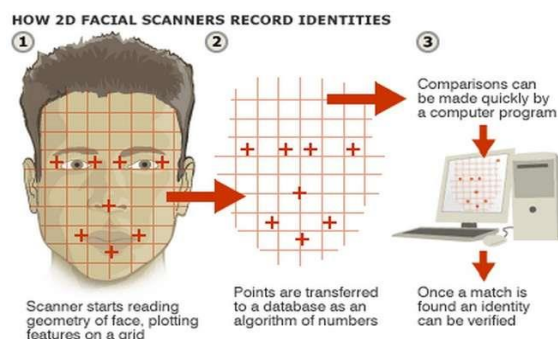 HOW 2D FACIAL SCANNERS RECORD IDENTITIES
1
Scanner starts reading
geometry of face, plotting
features on a grid
2
Points are transferred
to a database as an
algorithm of numbers
3
Comparisons can
be made quickly by
a computer program
Once a match is
found an identity
can be verified